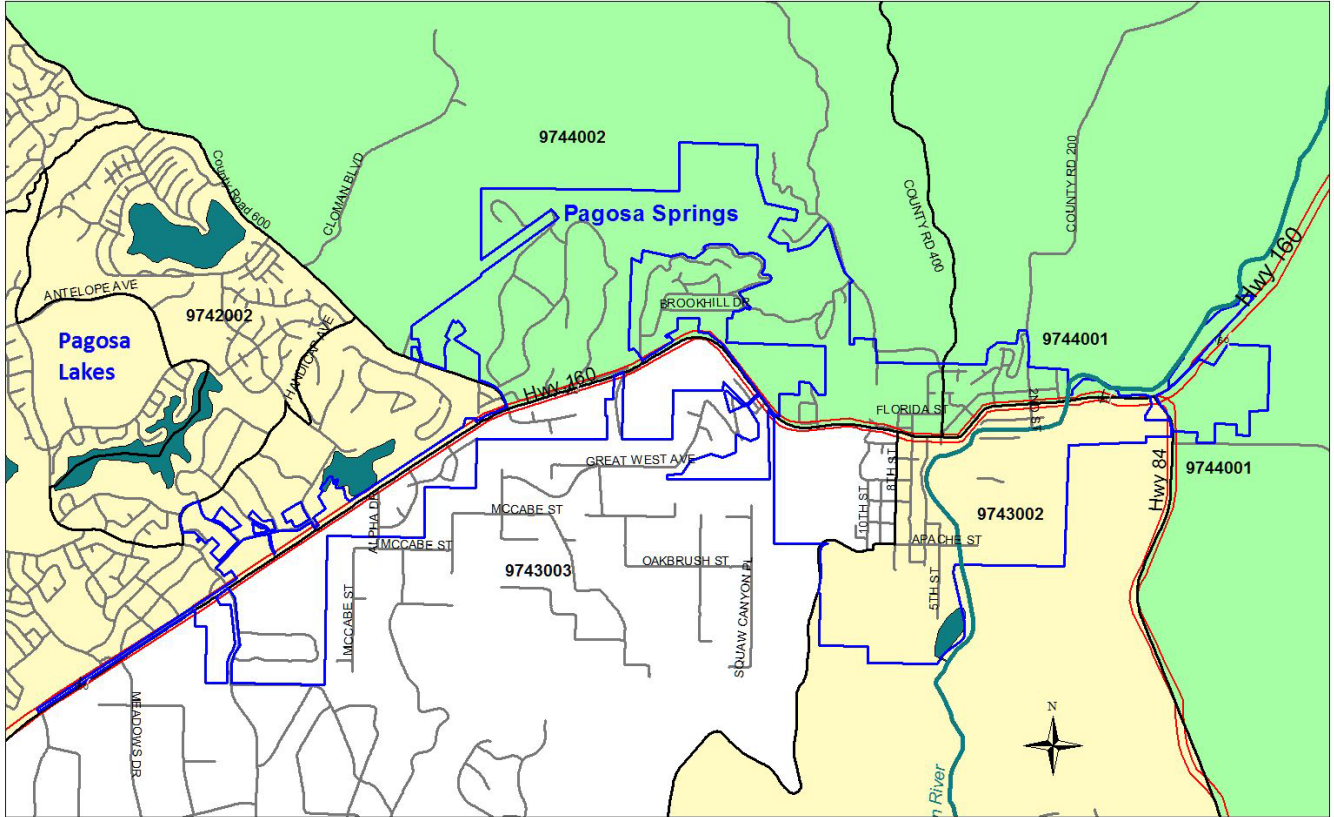 9744002
CLOMAN BLVD
County Road 600
Pagosa Springs
COUNTY RD 400
COUNTY RD 200
Hwy 160
ANTELOPE AVE
9742002
BROOKHILL DR
Pagosa
Lakes
HANDICAP AVE
9744001
Hwy 160
FLORIDA ST
2ND ST
GREAT WEST AVE
8TH ST
Hwy 84
9744001
ALPHA DR
MCCABE ST
10TH ST
9743002
MCCABE ST
APACHE ST
OAKBRUSH ST
9743003
MCCABE ST
SQUAW CANYON PL
5TH ST
MEADOWS DR
N
River